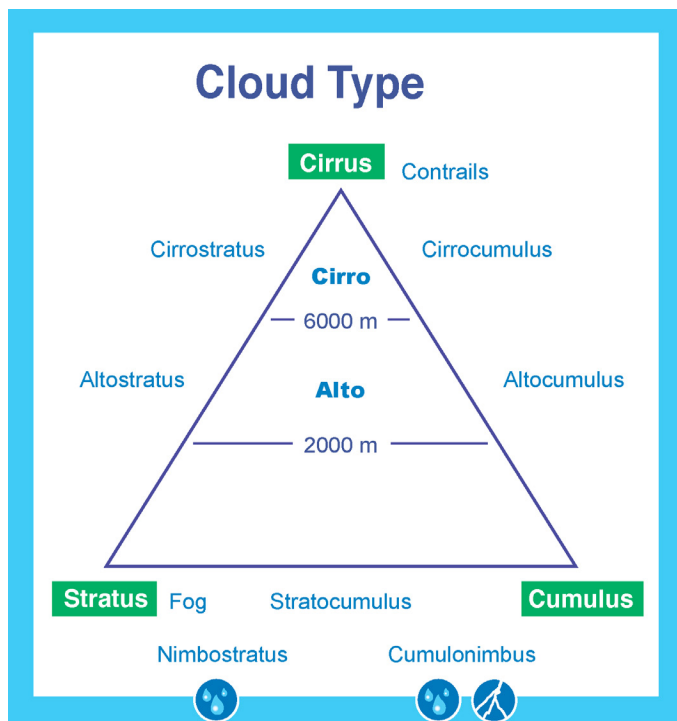 Cloud Type
Cirrus Contrails
Cirrostratus Cirrocumulus
Cirro
6000 m
Altostratus Alto Altocumulus
2000 m
Stratus Fog Stratocumulus Cumulus
Nimbostratus Cumulonimbus